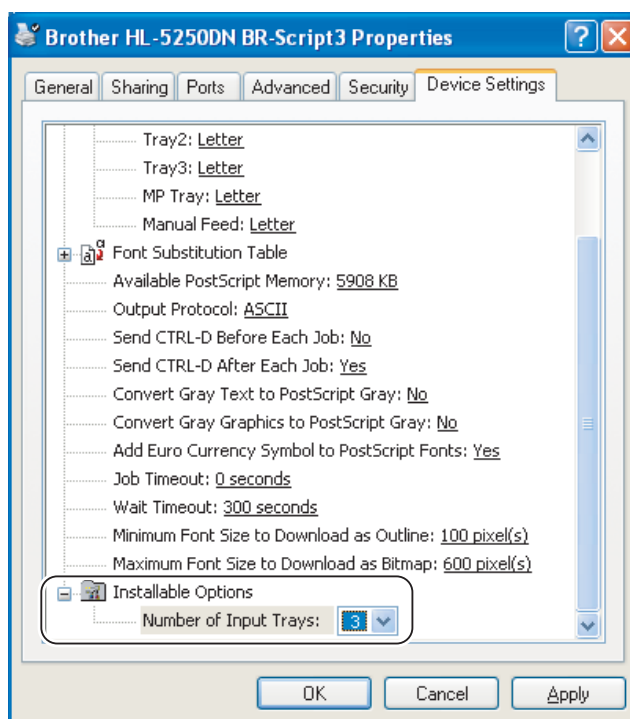 Brother HL-5250DN BR-Script3 Properties ? X
General Sharing Ports Advanced Security Device Settings
Tray2: Letter
Tray3: Letter
MP Tray: Letter
Manual Feed: Letter
Font Substitution Table
Available PostScript Memory: 5908 KB
Output Protocol: ASCII
Send CTRL-D Before Each Job: No
Send CTRL-D After Each Job: Yes
Convert Gray Text to PostScript Gray: No
Convert Gray Graphics to PostScript Gray: No
Add Euro Currency Symbol to PostScript Fonts: Yes
Job Timeout: 0 seconds
Wait Timeout: 300 seconds
Minimum Font Size to Download as Outline: 100 pixel(s)
Maximum Font Size to Download as Bitmap: 600 pixel(s)
Installable Options
Number of Input Trays: 3
OK Cancel Apply